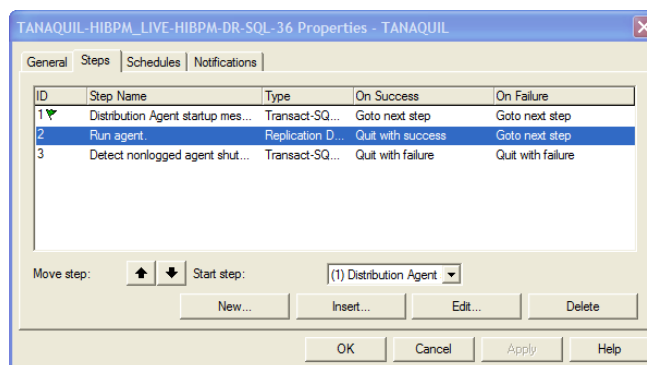 TANAQUIL-HIBPM_LIVE-HIBPM-DR-SQL-36 Properties - TANAQUIL
General Steps Schedules Notifications
ID Step Name Type On Success On Failure
1 Distribution Agent startup mes... Transact-SQ... Goto next step Goto next step
2 Run agent. Replication D... Quit with success Goto next step
3 Detect nonlogged agent shut... Transact-SQ... Quit with failure Quit with failure
Move step: Start step: (1) Distribution Agent
New... Insert... Edit... Delete
OK Cancel Apply Help